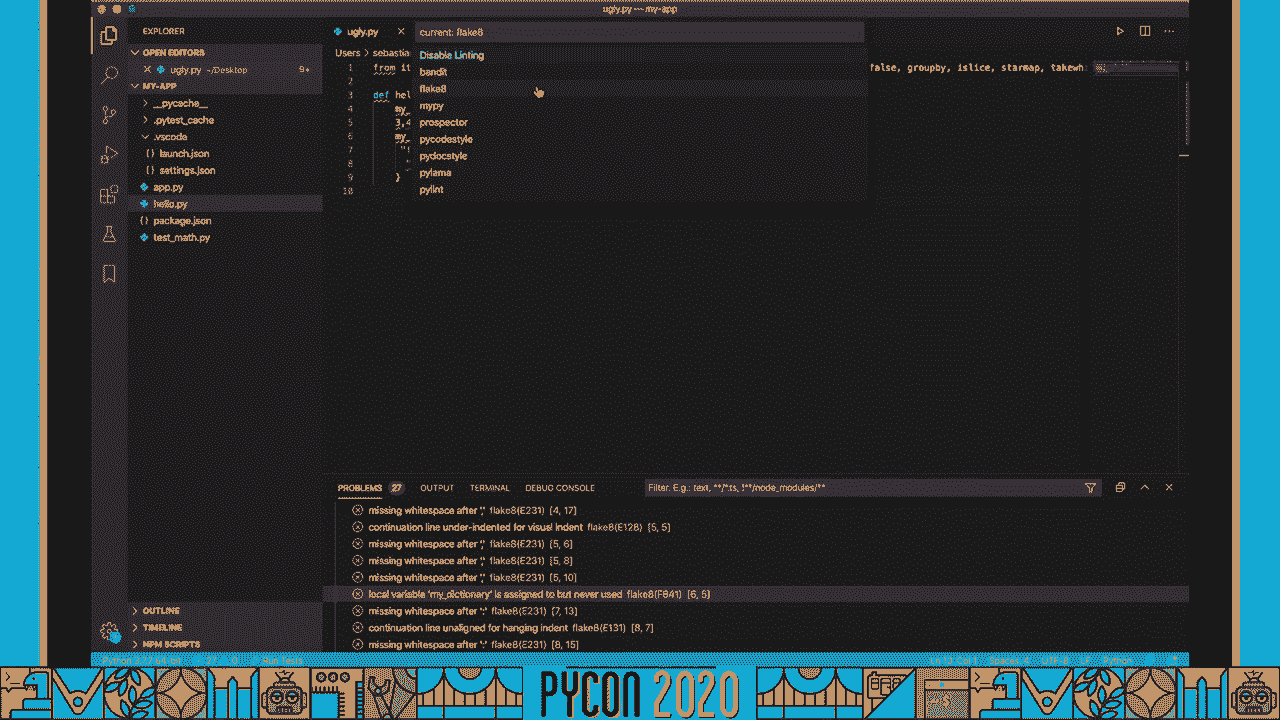 ugly.py — my-app
EXPLORER
OPEN EDITORS
ugly.py ~/Desktop 9+
MY-APP
__pycache__
.pytest_cache
.vscode
launch.json
settings.json
app.py
hello.py
package.json
test_math.py
OUTLINE
TIMELINE
NPM SCRIPTS
ugly.py
current: flake8
Users > sebastia
Disable Linting
bandit
flake8
mypy
prospector
pycodestyle
pydocstyle
pylama
pylint
1 from it
false, groupby, islice, starmap, takewh
2
3 def hel
4 my_
5 3,4
6 my_
7
8
9 }
10
PROBLEMS 27 OUTPUT TERMINAL DEBUG CONSOLE
Filter. E.g.: text, **/*.ts, !**/node_modules/**
missing whitespace after ',' flake8(E231) [4, 17]
continuation line under-indented for visual indent flake8(E128) [5, 5]
missing whitespace after ',' flake8(E231) [5, 6]
missing whitespace after ',' flake8(E231) [5, 8]
missing whitespace after ',' flake8(E231) [5, 10]
local variable 'my_dictionary' is assigned to but never used flake8(F841) [6, 5]
missing whitespace after ':' flake8(E231) [7, 13]
continuation line unaligned for hanging indent flake8(E131) [8, 7]
missing whitespace after ':' flake8(E231) [8, 15]
Run Tests
PYCON 2020